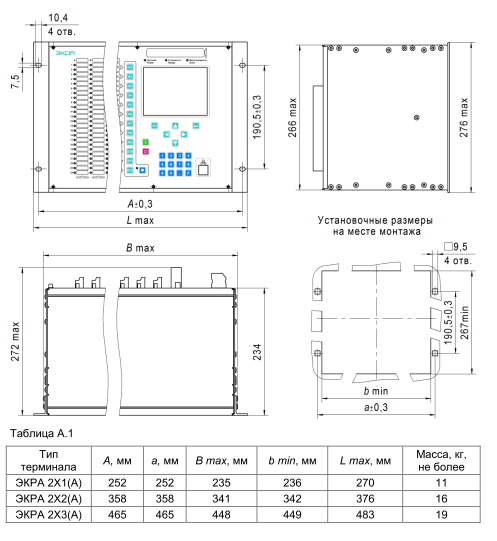 10,4
4 отв.
7,5
ЭКРА
190,5±0,3
A±0,3
L max
266 max
276 max
Установочные размеры
на месте монтажа
□9,5
4 отв.
B max
272 max
234
190,5±0,3
267min
b min
a±0,3
Таблица А.1
Тип терминала | A, мм | a, мм | B max, мм | b min, мм | L max, мм | Масса, кг, не более
ЭКРА 2Х1(А) | 252 | 252 | 235 | 236 | 270 | 11
ЭКРА 2Х2(А) | 358 | 358 | 341 | 342 | 376 | 16
ЭКРА 2Х3(А) | 465 | 465 | 448 | 449 | 483 | 19